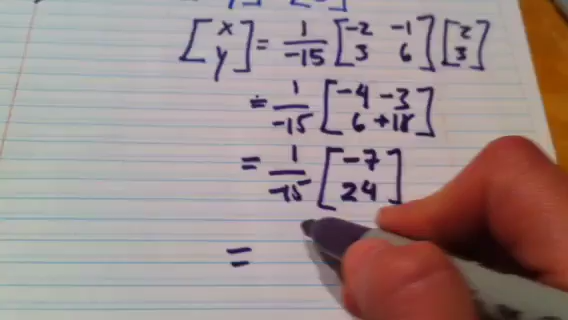 [x y] = 1/-15 [-2 -1 3 6] [2 3]
= 1/-15 [-4 -3 6 +18]
= 1/-15 [-7 24]
=